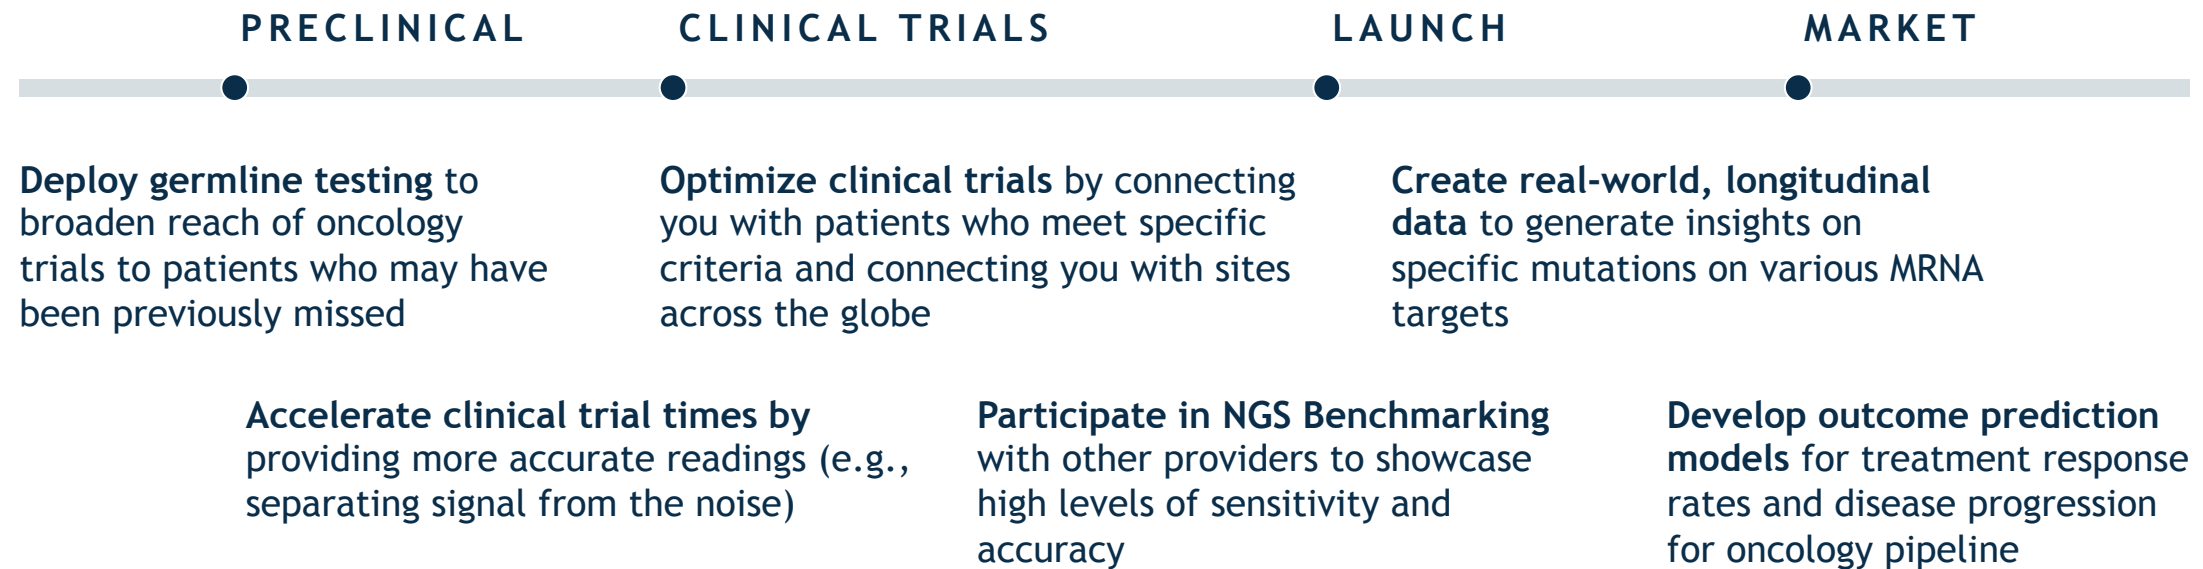 PRECLINICAL
CLINICAL TRIALS
LAUNCH
MARKET
Deploy germline testing to
broaden reach of oncology
trials to patients who may have
been previously missed
Optimize clinical trials by connecting
you with patients who meet specific
criteria and connecting you with sites
across the globe
Create real-world, longitudinal
data to generate insights on
specific mutations on various MRNA
targets
Accelerate clinical trial times by
providing more accurate readings (e.g.,
separating signal from the noise)
Participate in NGS Benchmarking
with other providers to showcase
high levels of sensitivity and
accuracy
Develop outcome prediction
models for treatment response
rates and disease progression
for oncology pipeline